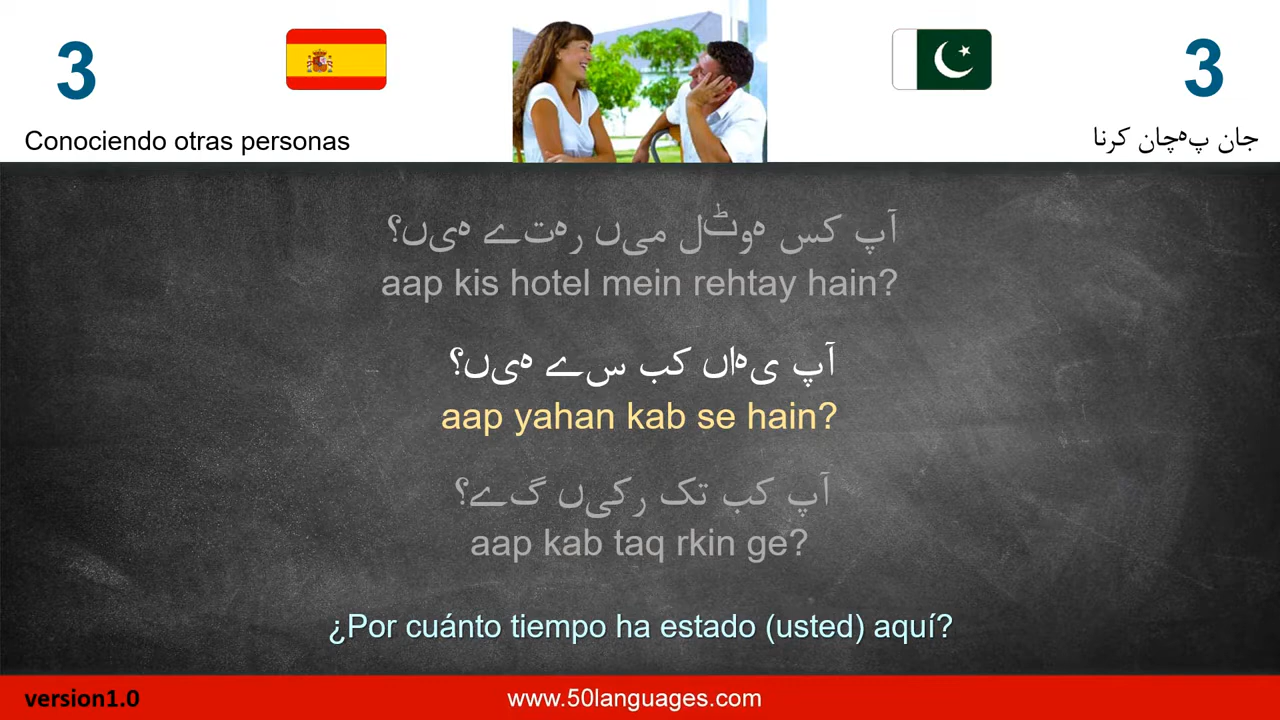 3
3
Conociendo otras personas
جان پہچان کرنا
آپ کس ہوٹل میں رہتے ہیں؟
aap kis hotel mein rehtay hain?
آپ یہاں کب سے ہیں؟
aap yahan kab se hain?
آپ کب تک رکیں گے؟
aap kab taq rkin ge?
¿Por cuánto tiempo ha estado (usted) aquí?
version1.0
www.50languages.com